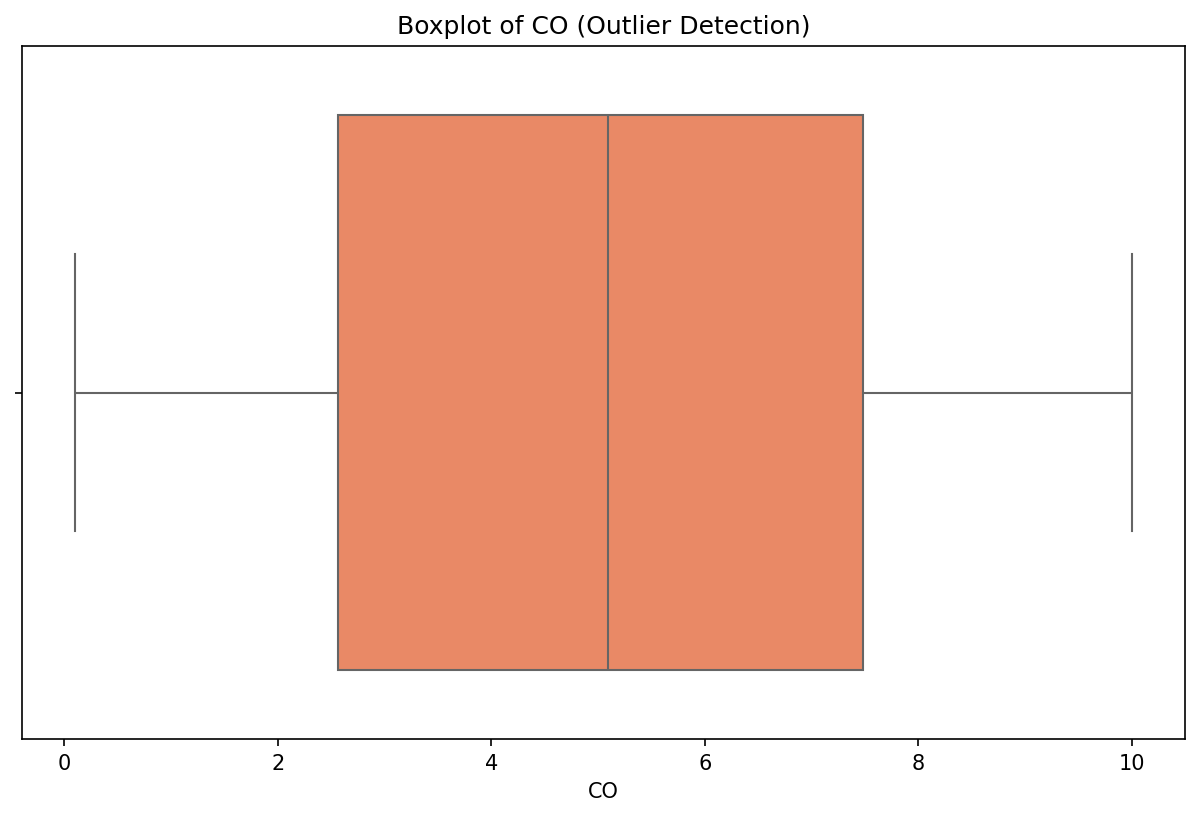 Boxplot of CO (Outlier Detection)
0 2 4 6 8 10
CO